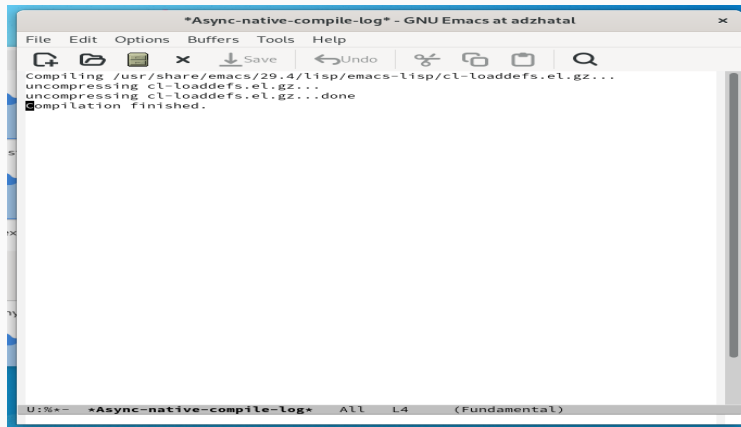 *Async-native-compile-log* - GNU Emacs at adzhatal
File Edit Options Buffers Tools Help
Save Undo
Compiling /usr/share/emacs/29.4/lisp/emacs-lisp/cl-loaddefs.el.gz...
uncompressing cl-loaddefs.el.gz...
uncompressing cl-loaddefs.el.gz...done
Compilation finished.
U:%*- *Async-native-compile-log* All L4 (Fundamental)